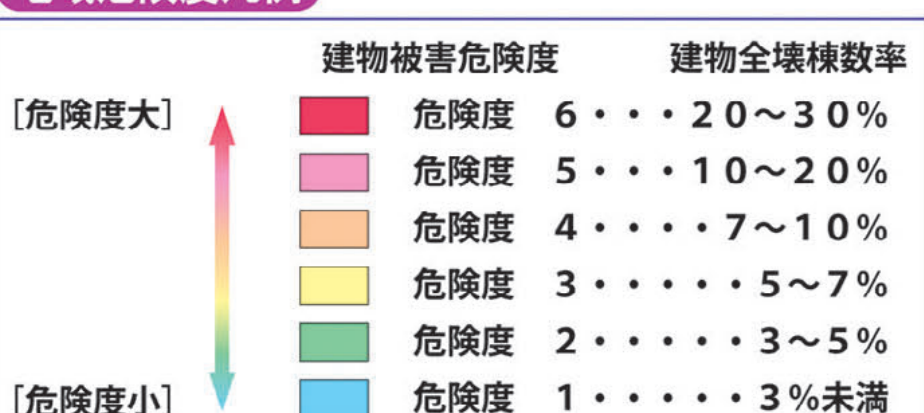 建物被害危険度 建物全壊棟数率
[危険度大] 危険度 6・・・20～30%
危険度 5・・・10～20%
危険度 4・・・・7～10%
危険度 3・・・・・5～7%
危険度 2・・・・・3～5%
[危険度小] 危険度 1・・・・・3%未満